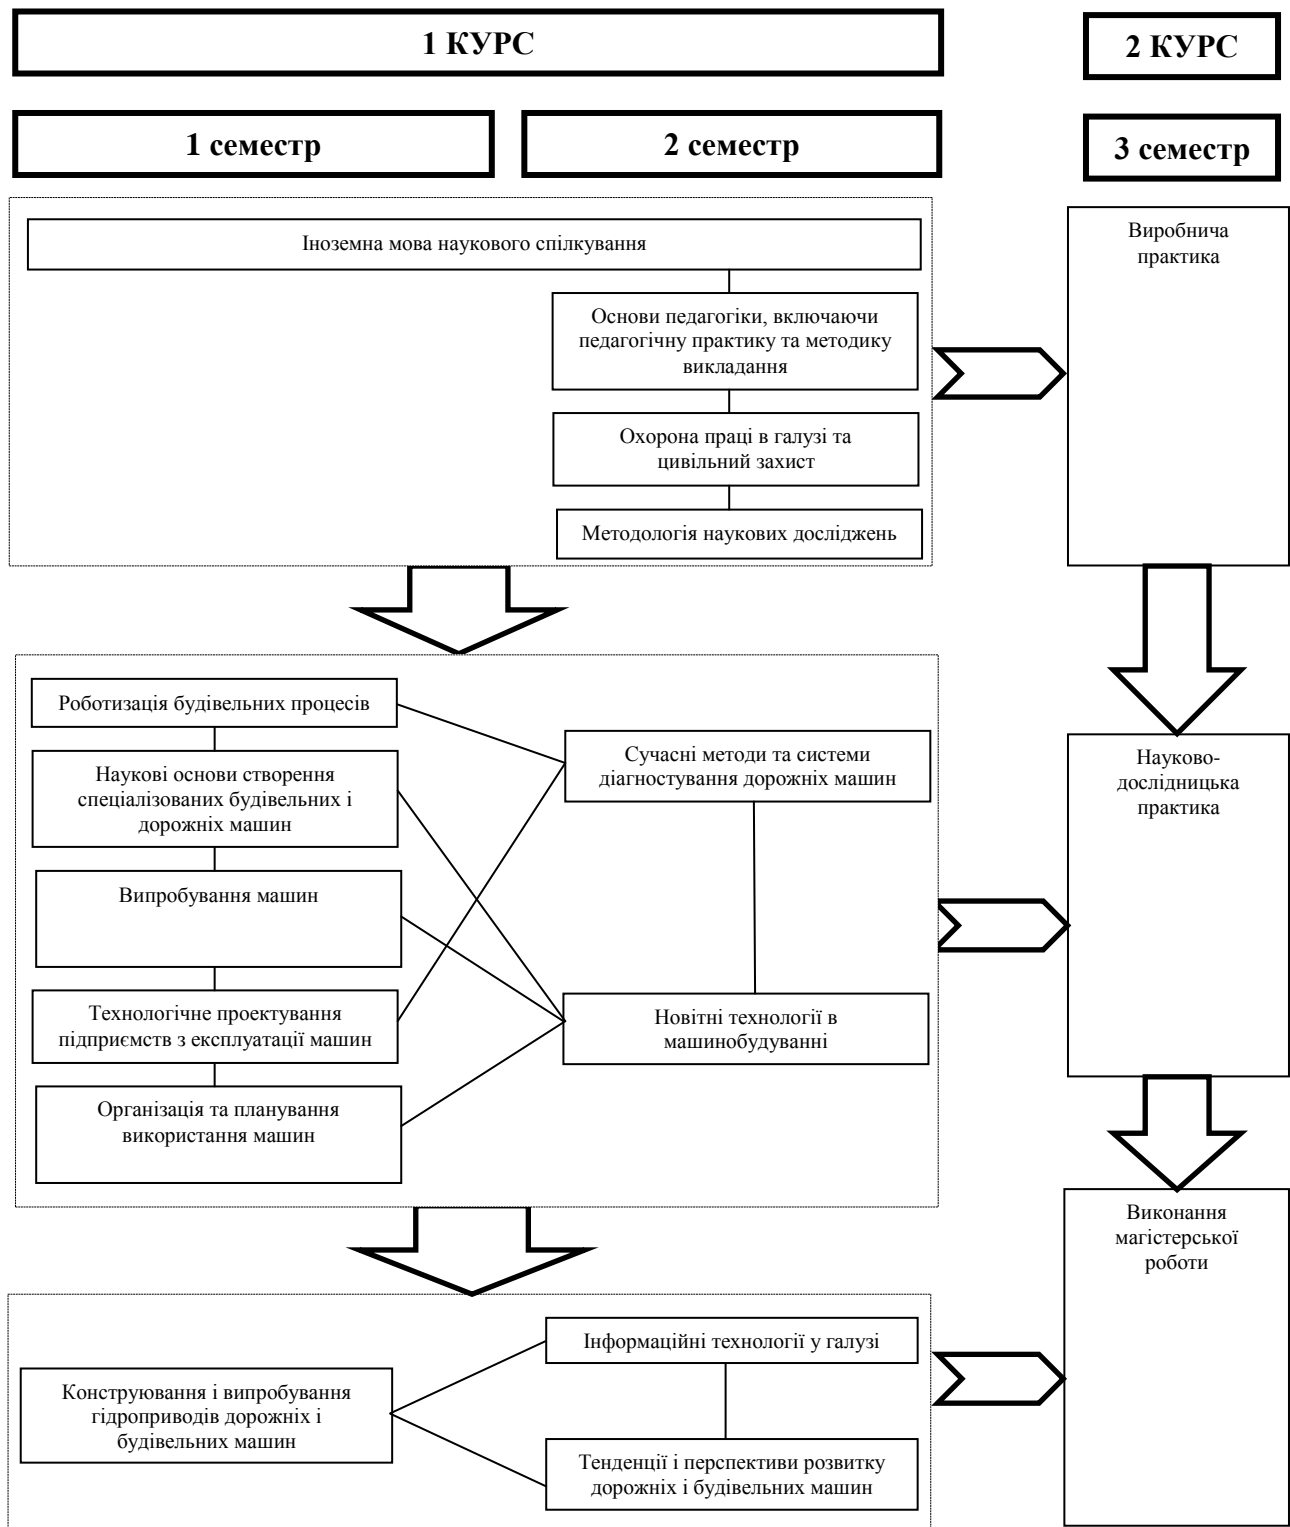 1 КУРС
2 КУРС
1 семестр
2 семестр
3 семестр
Іноземна мова наукового спілкування
Основи педагогіки, включаючи
педагогічну практику та методику
викладання
Охорона праці в галузі та
цивільний захист
Методологія наукових досліджень
Виробнича
практика
Роботизація будівельних процесів
Наукові основи створення
спеціалізованих будівельних і
дорожніх машин
Випробування машин
Технологічне проектування
підприємств з експлуатації машин
Організація та планування
використання машин
Сучасні методи та системи
діагностування дорожніх машин
Новітні технології в
машинобудуванні
Науково-
дослідницька
практика
Конструювання і випробування
гідроприводів дорожніх і
будівельних машин
Інформаційні технології у галузі
Тенденції і перспективи розвитку
дорожніх і будівельних машин
Виконання
магістерської
роботи